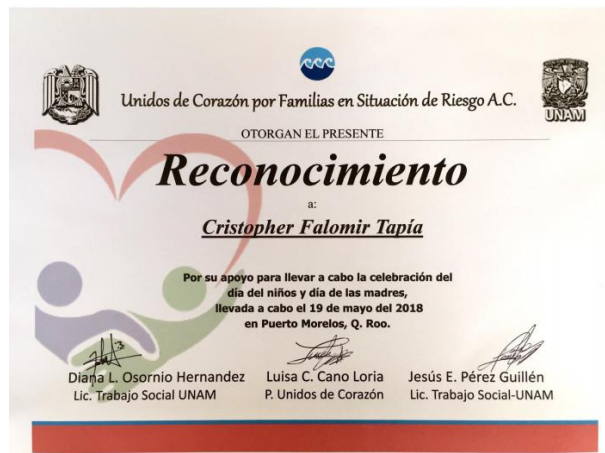 UNAM
Unidos de Corazón por Familias en Situación de Riesgo A.C.
OTORGAN EL PRESENTE
Reconocimiento
a:
Cristopher Falomir Tapía
Por su apoyo para llevar a cabo la celebración del
día del niños y día de las madres,
llevada a cabo el 19 de mayo del 2018
en Puerto Morelos, Q. Roo.
Diana L. Osornio Hernandez
Lic. Trabajo Social UNAM
Luisa C. Cano Loria
P. Unidos de Corazón
Jesús E. Pérez Guillén
Lic. Trabajo Social-UNAM